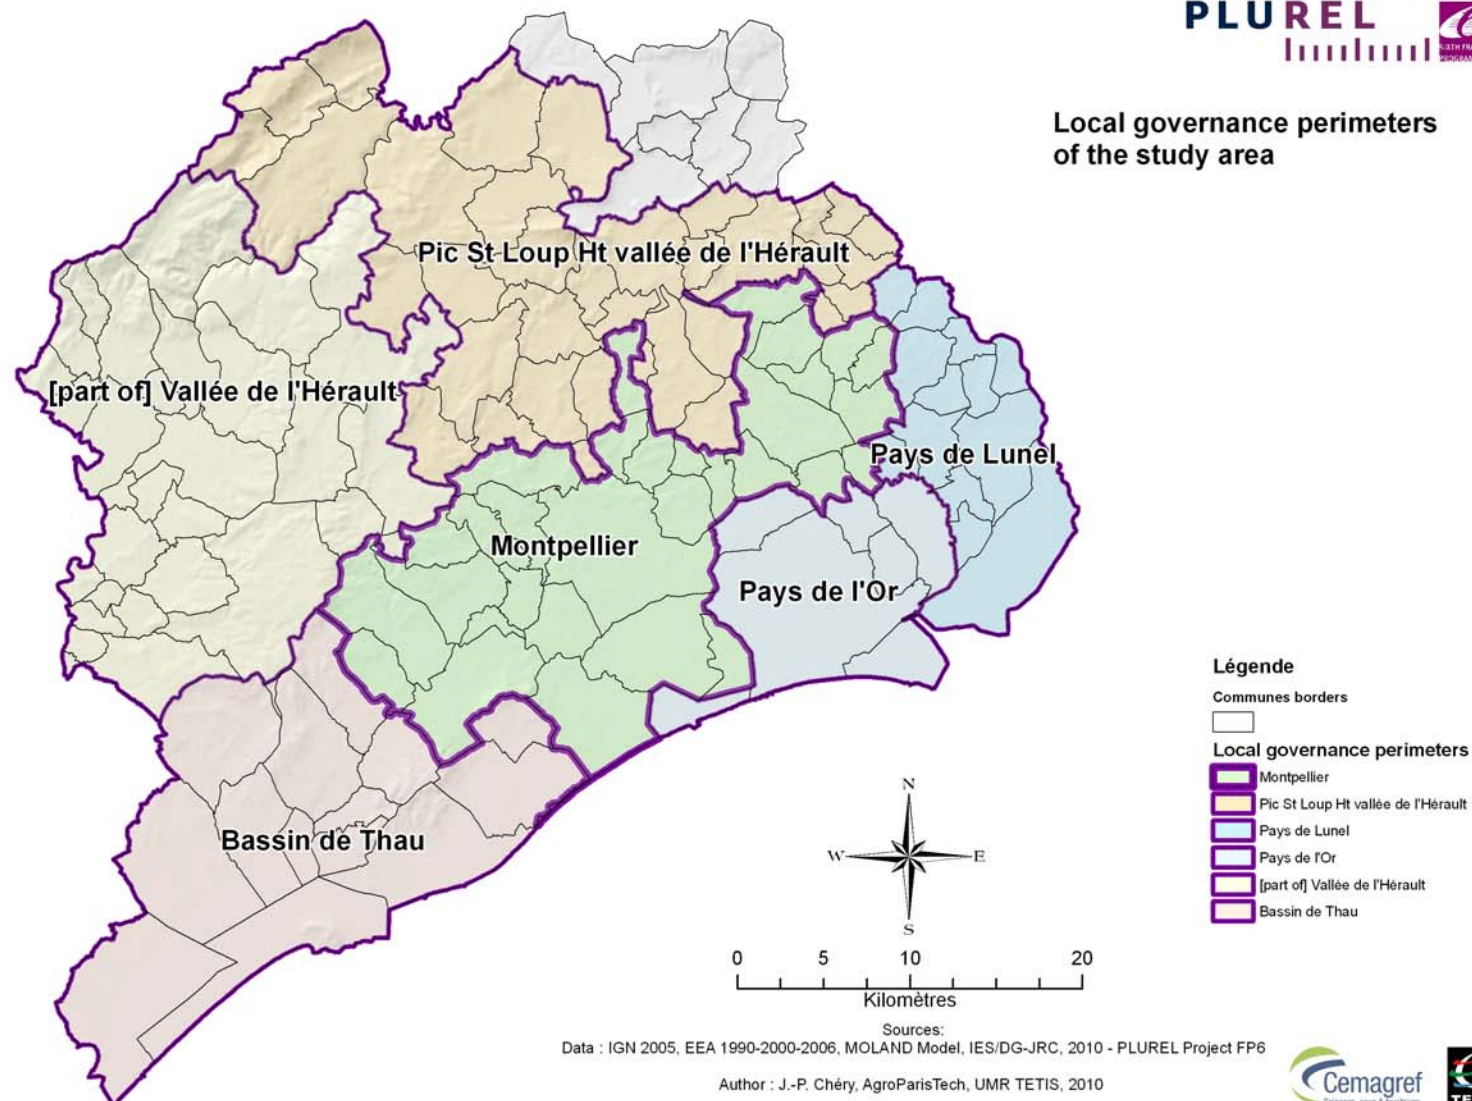 PLUREL
SIXTH FR
PROGRAM
Local governance perimeters
of the study area
Pic St Loup Ht vallée de l'Hérault
[part of] Vallée de l'Hérault
Pays de Lunel
Montpellier
Pays de l'Or
Bassin de Thau
Légende
Communes borders
Local governance perimeters
Montpellier
Pic St Loup Ht vallée de l'Hérault
Pays de Lunel
Pays de l'Or
[part of] Vallée de l'Hérault
Bassin de Thau
N
W E
S
0 5 10 20
Kilomètres
Sources:
Data : IGN 2005, EEA 1990-2000-2006, MOLAND Model, IES/DG-JRC, 2010 - PLUREL Project FP6
Author : J.-P. Chéry, AgroParisTech, UMR TETIS, 2010
Cemagref